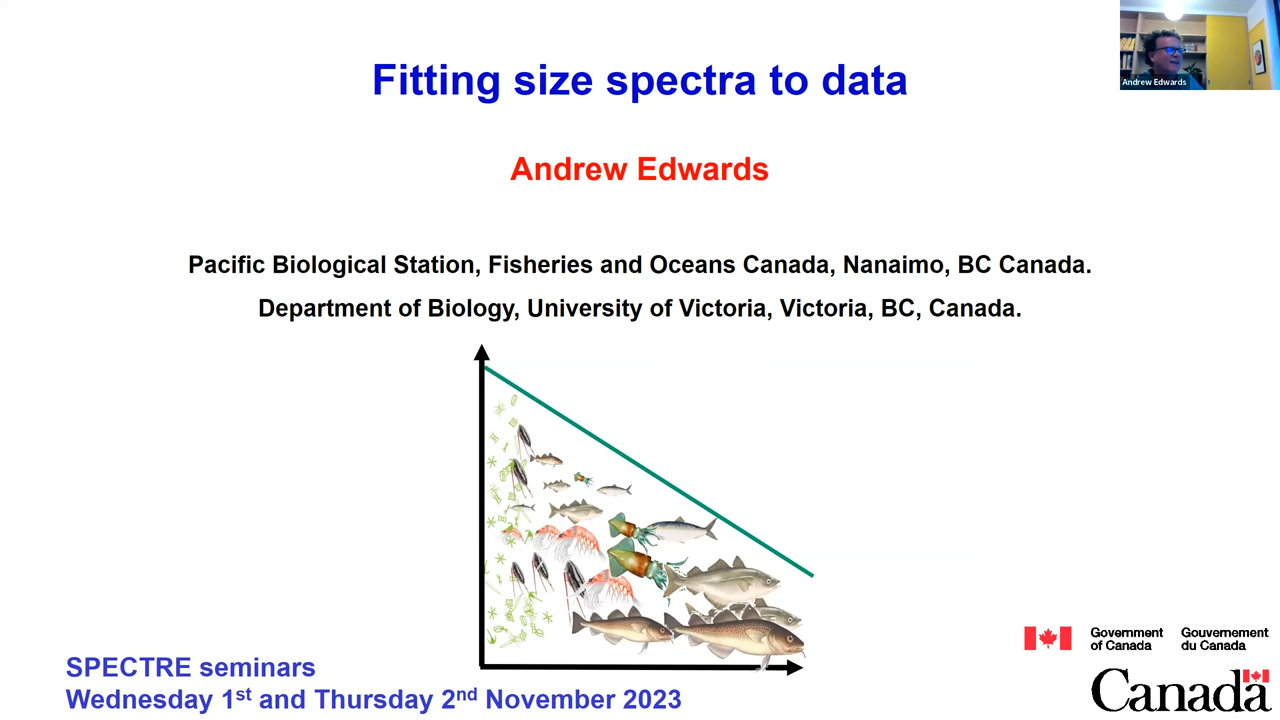 Fitting size spectra to data
Andrew Edwards
Andrew Edwards
Pacific Biological Station, Fisheries and Oceans Canada, Nanaimo, BC Canada.
Department of Biology, University of Victoria, Victoria, BC, Canada.
SPECTRE seminars
Wednesday 1st and Thursday 2nd November 2023
Government of Canada
Gouvernement du Canada
Canada